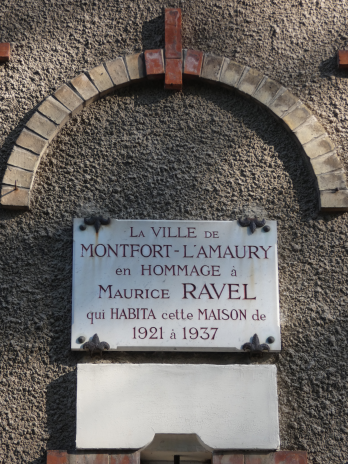 La VILLE de
MONTFORT-L'AMAURY
en HOMMAGE à
Maurice RAVEL
qui HABITA cette MAISON de
1921 à 1937